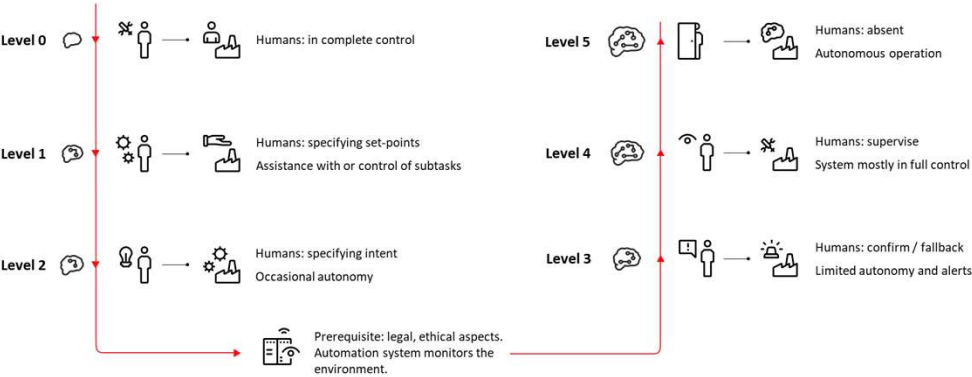 Level 0
Humans: in complete control
Level 1
Humans: specifying set-points
Assistance with or control of subtasks
Level 2
Humans: specifying intent
Occasional autonomy
Prerequisite: legal, ethical aspects.
Automation system monitors the
environment.
Level 3
Humans: confirm / fallback
Limited autonomy and alerts
Level 4
Humans: supervise
System mostly in full control
Level 5
Humans: absent
Autonomous operation